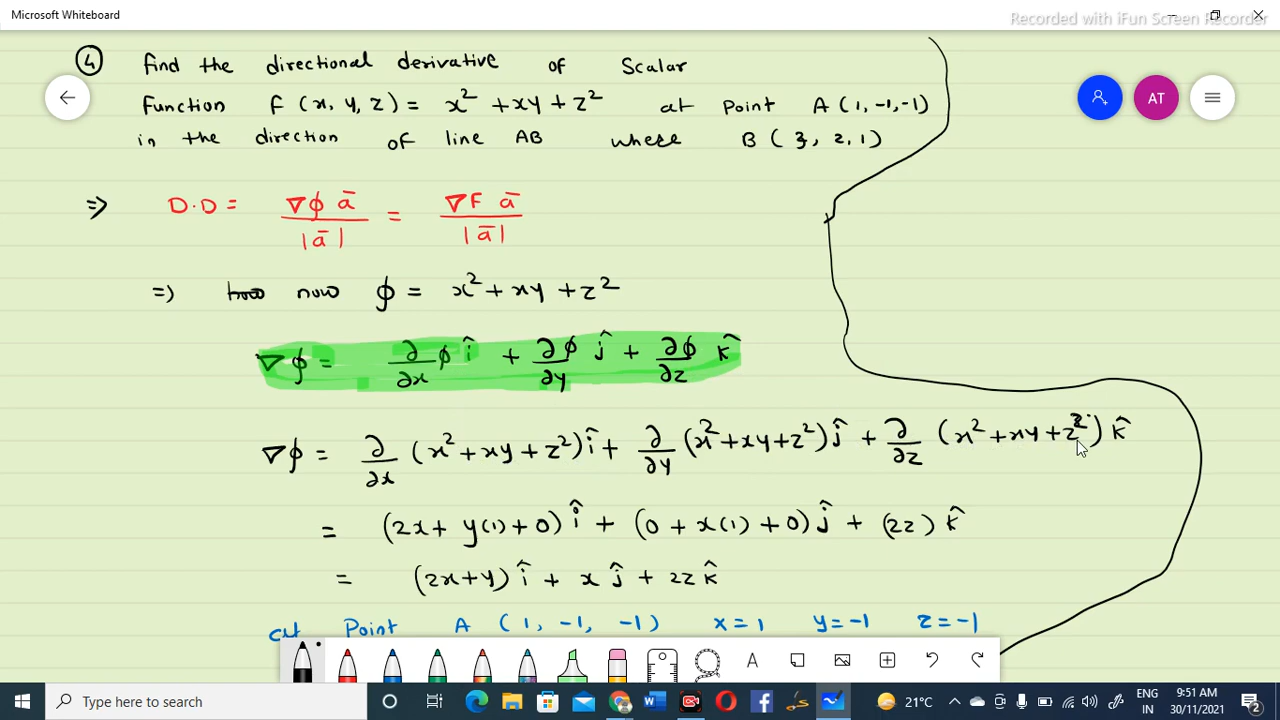 Microsoft Whiteboard
Recorded with iFun Screen Recorder
④ find the directional derivative of Scalar
Function F (x, y, z) = x² + xy + z² at Point A (1, -1, -1)
in the direction of line AB where B ( 3, 2, 1)
AT
⇒ D.D = ∇ϕ ā / |ā| = ∇F ā / |ā|
⇒ now ϕ = x² + xy + z²
∇ϕ = ∂/∂x ϕ î + ∂ϕ/∂y ĵ + ∂ϕ/∂z k̂
∇ϕ = ∂/∂x (x² + xy + z²) î + ∂/∂y (x² + xy + z²) ĵ + ∂/∂z (x² + xy + z²) k̂
= (2x + y(1) + 0) î + (0 + x(1) + 0) ĵ + (2z) k̂
= (2x+y) î + x ĵ + 2z k̂
at Point A (1, -1, -1) x = 1 y = -1 z = -1
A
Type here to search
21°C
ENG
IN
9:51 AM
30/11/2021
2